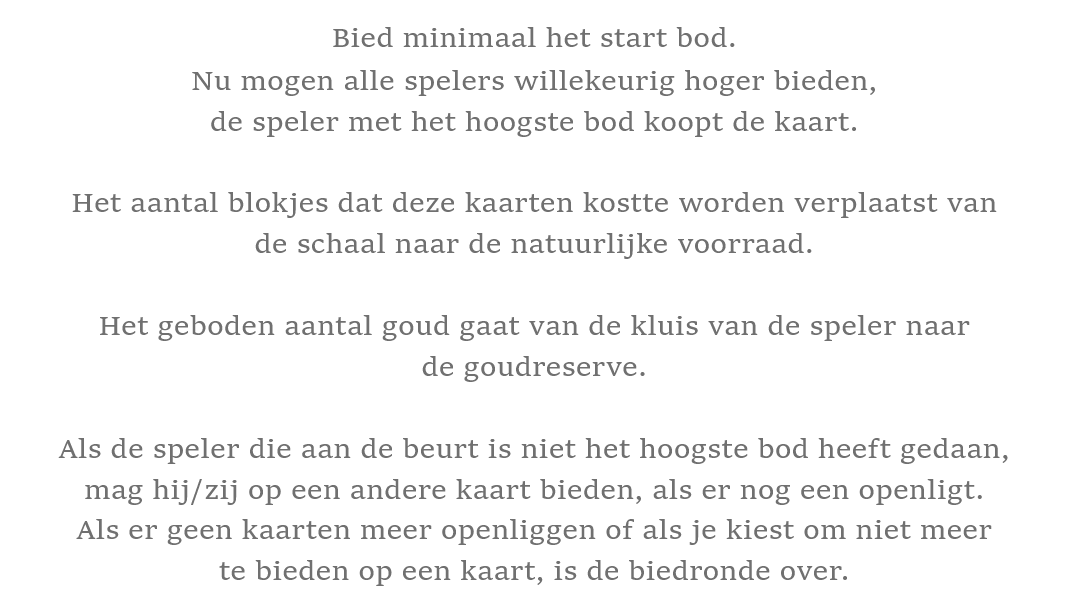 Bied minimaal het start bod.
Nu mogen alle spelers willekeurig hoger bieden,
de speler met het hoogste bod koopt de kaart.
Het aantal blokjes dat deze kaarten kostte worden verplaatst van
de schaal naar de natuurlijke voorraad.
Het geboden aantal goud gaat van de kluis van de speler naar
de goudreserve.
Als de speler die aan de beurt is niet het hoogste bod heeft gedaan,
mag hij/zij op een andere kaart bieden, als er nog een openligt.
Als er geen kaarten meer openliggen of als je kiest om niet meer
te bieden op een kaart, is de biedronde over.